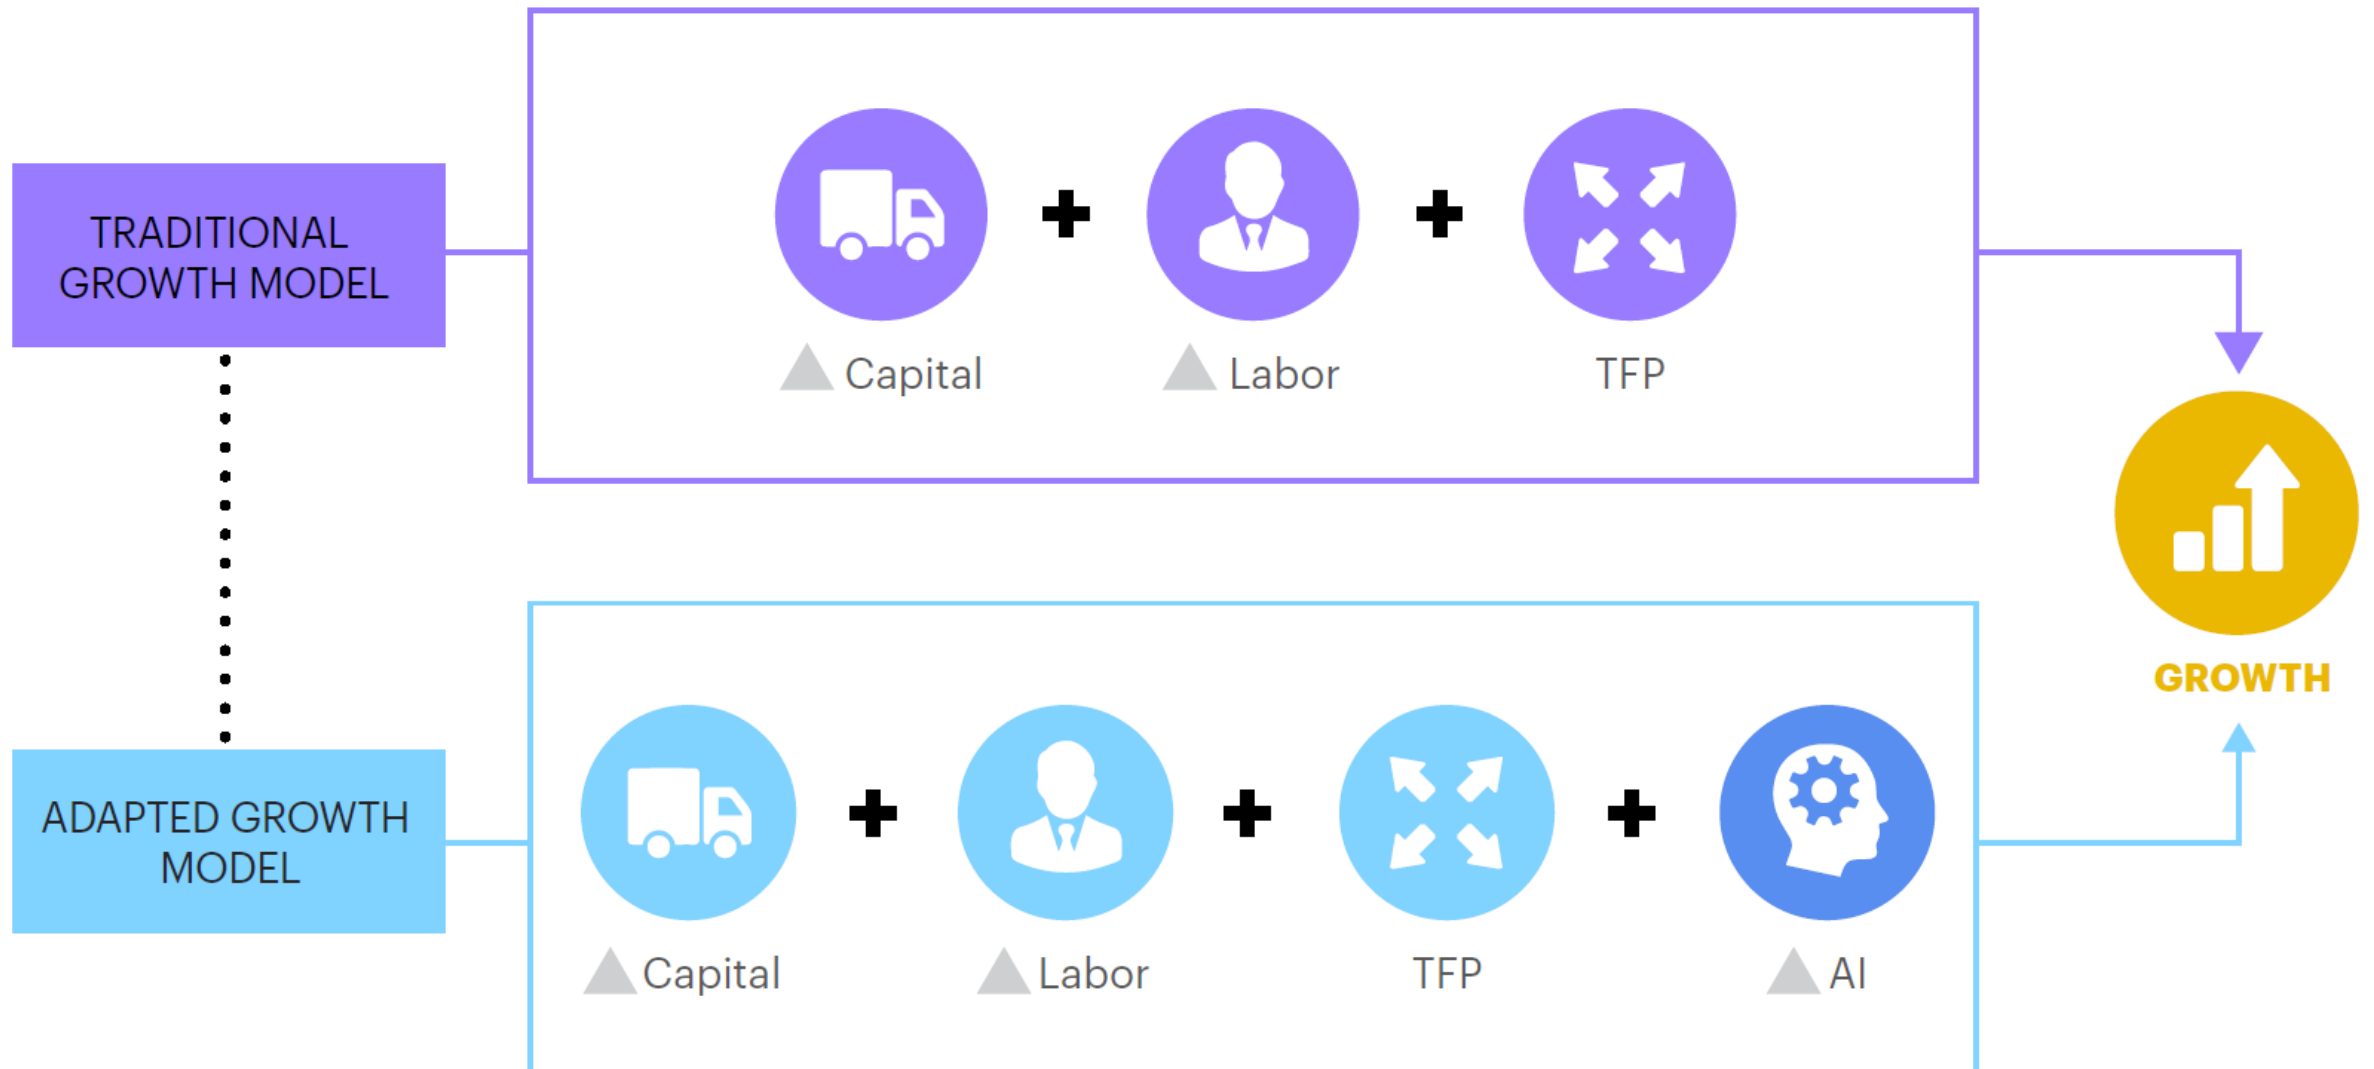 TRADITIONAL
GROWTH MODEL
Capital
Labor
TFP
GROWTH
ADAPTED GROWTH
MODEL
Capital
Labor
TFP
AI